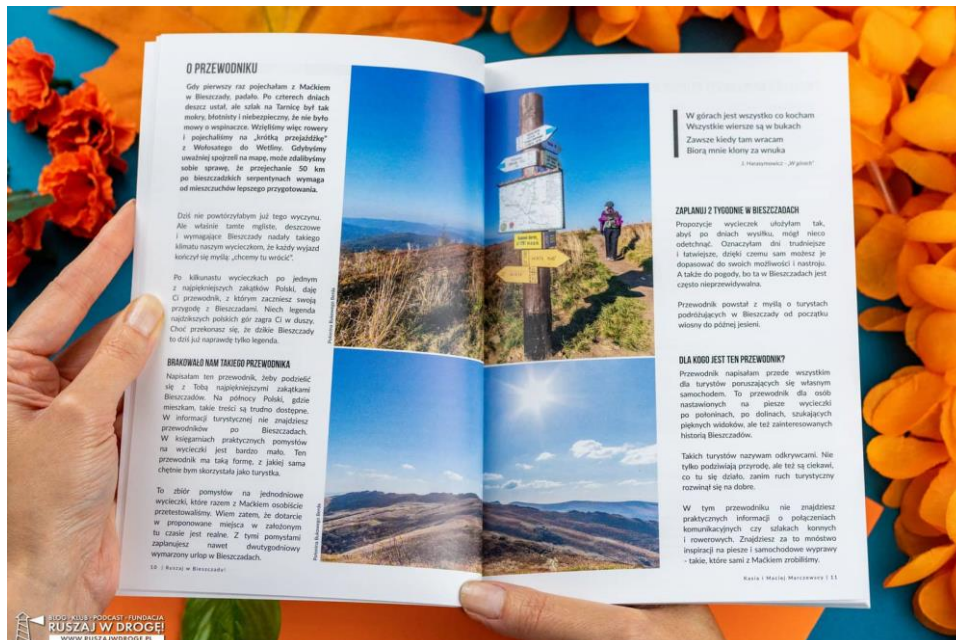 O PRZEWODNIKU
Gdy pierwszy raz pojechałam z Maćkiem
w Bieszczady, padało. Po czterech dniach
deszcz ustał, ale szlak na Tarnicę był tak
mokry, błotnisty i niebezpieczny, że nie było
mowy o wspinaczce. Wzięliśmy więc rowery
i pojechaliśmy na „krótką przejażdżkę”
z Wołosatego do Wetliny. Gdybyśmy
uważniej spojrzeli na mapę, może zdalibyśmy
sobie sprawę, że przejechanie 50 km
po bieszczadzkich serpentynach wymaga
od mieszczuchów lepszego przygotowania.
Dziś nie powtórzyłabym już tego wyczynu.
Ale właśnie tamte mgliste, deszczowe
i wymagające Bieszczady nadały takiego
klimatu naszym wycieczkom, że każdy wyjazd
kończył się myślą: „chcemy tu wrócić”.
Po kilkunastu wycieczkach po jednym
z najpiękniejszych zakątków Polski, daję
Ci przewodnik, z którym zaczniesz swoją
przygodę z Bieszczadami. Niech legenda
najdzikszych polskich gór zagra Ci w duszy.
Choć przekonasz się, że dzikie Bieszczady
to dziś już naprawdę tylko legenda.
BRAKOWAŁO NAM TAKIEGO PRZEWODNIKA
Napisałam ten przewodnik, żeby podzielić
się z Tobą najpiękniejszymi zakątkami
Bieszczadów. Na północy Polski, gdzie
mieszkam, takie treści są trudno dostępne.
W informacji turystycznej nie znajdziesz
przewodników po Bieszczadach.
W księgarniach praktycznych pomysłów
na wycieczki jest bardzo mało. Ten
przewodnik ma taką formę, z jakiej sama
chętnie bym skorzystała jako turystka.
To zbiór pomysłów na jednodniowe
wycieczki, które razem z Maćkiem osobiście
przetestowaliśmy. Wiem zatem, że dotarcie
w proponowane miejsca w założonym
tu czasie jest realne. Z tymi pomysłami
zaplanujesz nawet dwutygodniowy
wymarzony urlop w Bieszczadach.
10 | Ruszaj w Bieszczady!
Połonina Bukowego Berda
Połonina Bukowego Berda
W górach jest wszystko co kocham
Wszystkie wiersze są w bukach
Zawsze kiedy tam wracam
Biorą mnie klony za wnuka
J. Harasymowicz - „W górach”
ZAPLANUJ 2 TYGODNIE W BIESZCZADACH
Propozycje wycieczek ułożyłam tak,
abyś po dniach wysiłku, mógł nieco
odetchnąć. Oznaczyłam dni trudniejsze
i łatwiejsze, dzięki czemu sam możesz je
dopasować do swoich możliwości i nastroju.
A także do pogody, bo ta w Bieszczadach jest
często nieprzewidywalna.
Przewodnik powstał z myślą o turystach
podróżujących w Bieszczady od początku
wiosny do późnej jesieni.
DLA KOGO JEST TEN PRZEWODNIK?
Przewodnik napisałam przede wszystkim
dla turystów poruszających się własnym
samochodem. To przewodnik dla osób
nastawionych na piesze wycieczki
po połoninach, po dolinach, szukających
pięknych widoków, ale też zainteresowanych
historią Bieszczadów.
Takich turystów nazywam odkrywcami. Nie
tylko podziwiają przyrodę, ale też są ciekawi,
co tu się działo, zanim ruch turystyczny
rozwinął się na dobre.
W tym przewodniku nie znajdziesz
praktycznych informacji o połączeniach
komunikacyjnych czy szlakach konnych
i rowerowych. Znajdziesz za to mnóstwo
inspiracji na piesze i samochodowe wyprawy
- takie, które sami z Maćkiem zrobiliśmy.
Kasia i Maciej Marczewscy | 11
BLOG·KLUB·PODCAST·FUNDACJA
RUSZAJ W DROGĘ!
WWW.RUSZAJWDROGE.PL